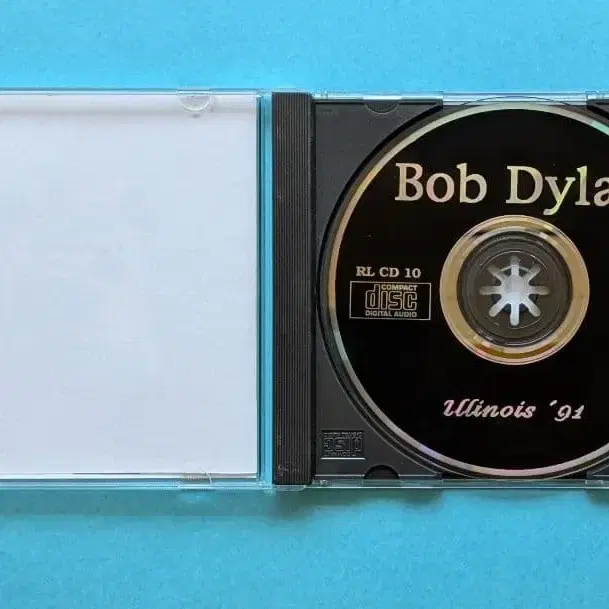 Bob Dyla
RL CD 10
COMPACT
disc
DIGITAL AUDIO
Illinois ´91